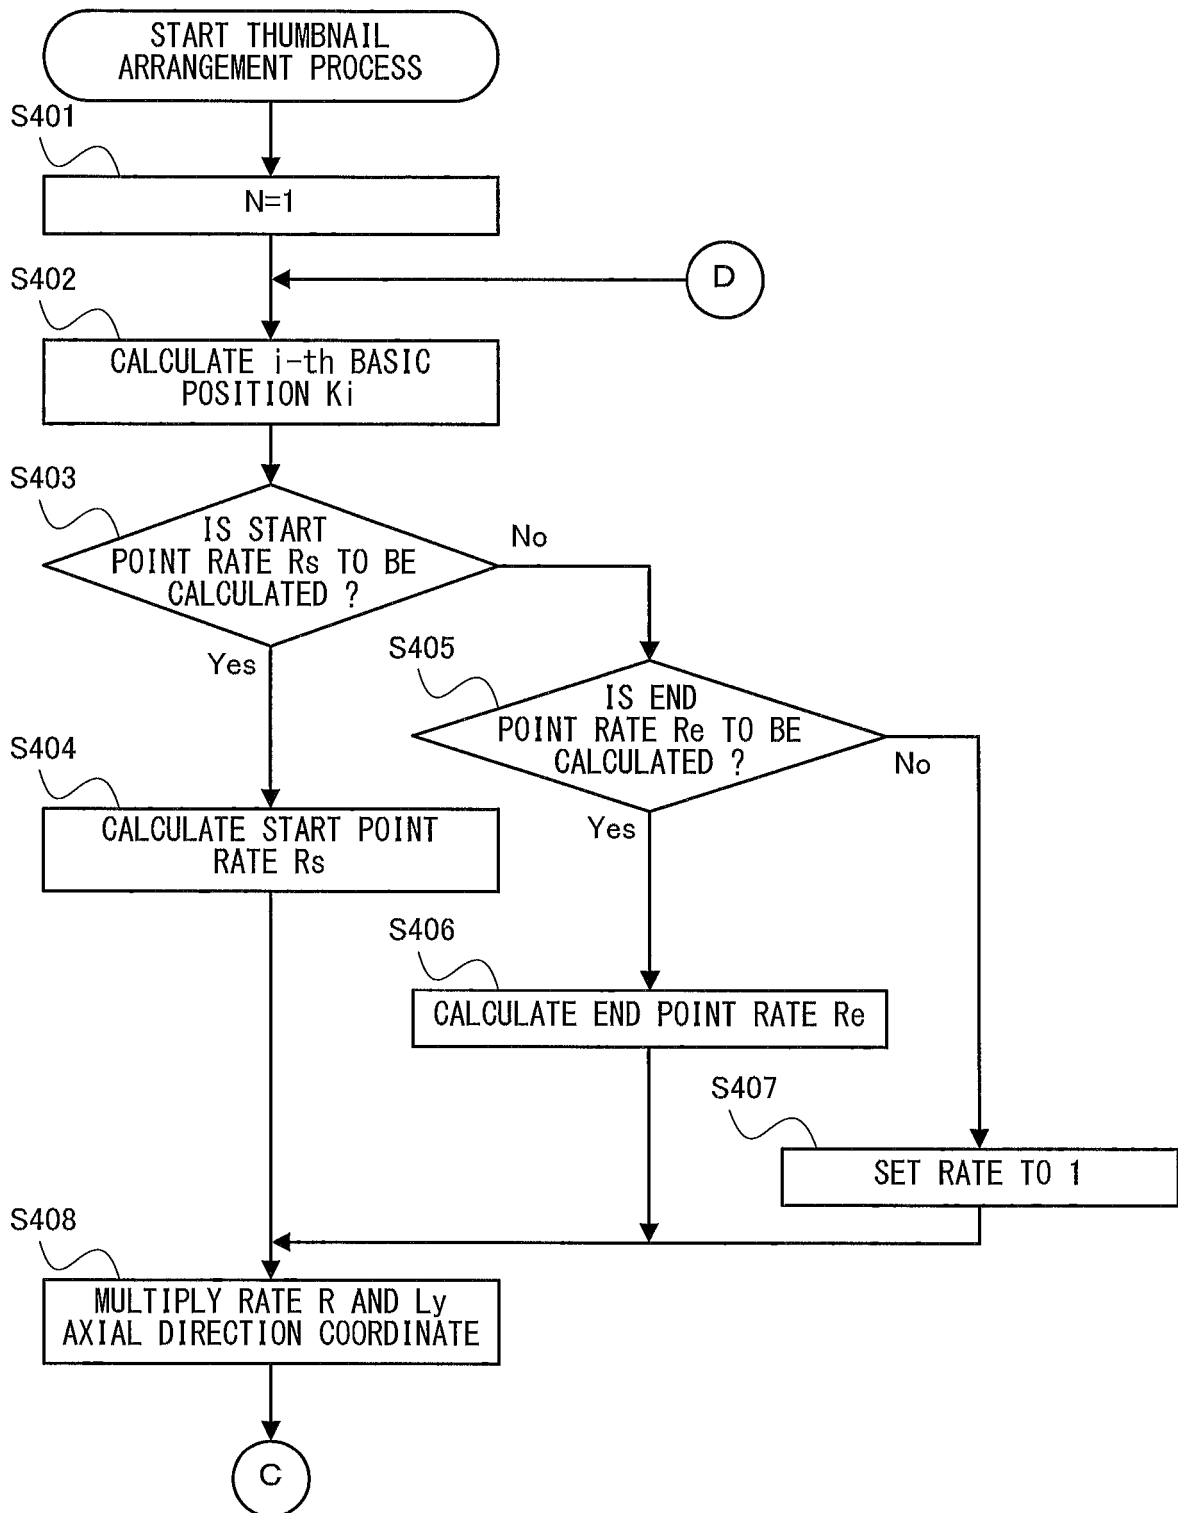 START THUMBNAIL
ARRANGEMENT PROCESS
S401
N=1
D
S402
CALCULATE i-th BASIC
POSITION Ki
S403
IS START
POINT RATE Rs TO BE
CALCULATED ?
No
Yes
S405
IS END
POINT RATE Re TO BE
CALCULATED ?
No
Yes
S404
CALCULATE START POINT
RATE Rs
S406
CALCULATE END POINT RATE Re
S407
SET RATE TO 1
S408
MULTIPLY RATE R AND Ly
AXIAL DIRECTION COORDINATE
C